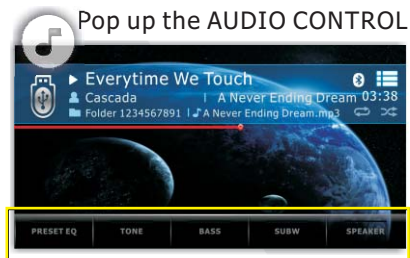 Pop up the AUDIO CONTROL
Everytime We Touch
Cascada | A Never Ending Dream 03:38
Folder 1234567891 | A Never Ending Dream.mp3
PRESET EQ TONE BASS SUBW SPEAKER